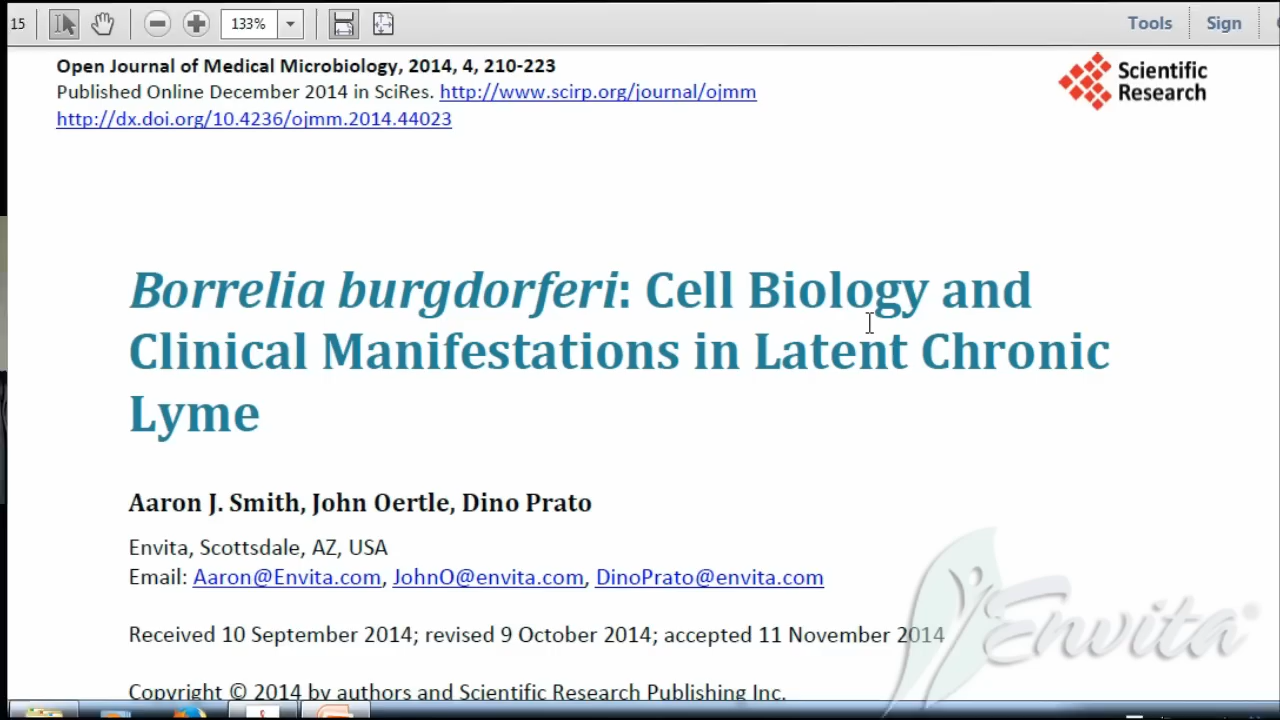 15
133%
Tools
Sign
Open Journal of Medical Microbiology, 2014, 4, 210-223
Published Online December 2014 in SciRes. http://www.scirp.org/journal/ojmm
http://dx.doi.org/10.4236/ojmm.2014.44023
Scientific
Research
Borrelia burgdorferi: Cell Biology and
Clinical Manifestations in Latent Chronic
Lyme
Aaron J. Smith, John Oertle, Dino Prato
Envita, Scottsdale, AZ, USA
Email: Aaron@Envita.com, JohnO@envita.com, DinoPrato@envita.com
Received 10 September 2014; revised 9 October 2014; accepted 11 November 2014
Envita®
Copyright © 2014 by authors and Scientific Research Publishing Inc.